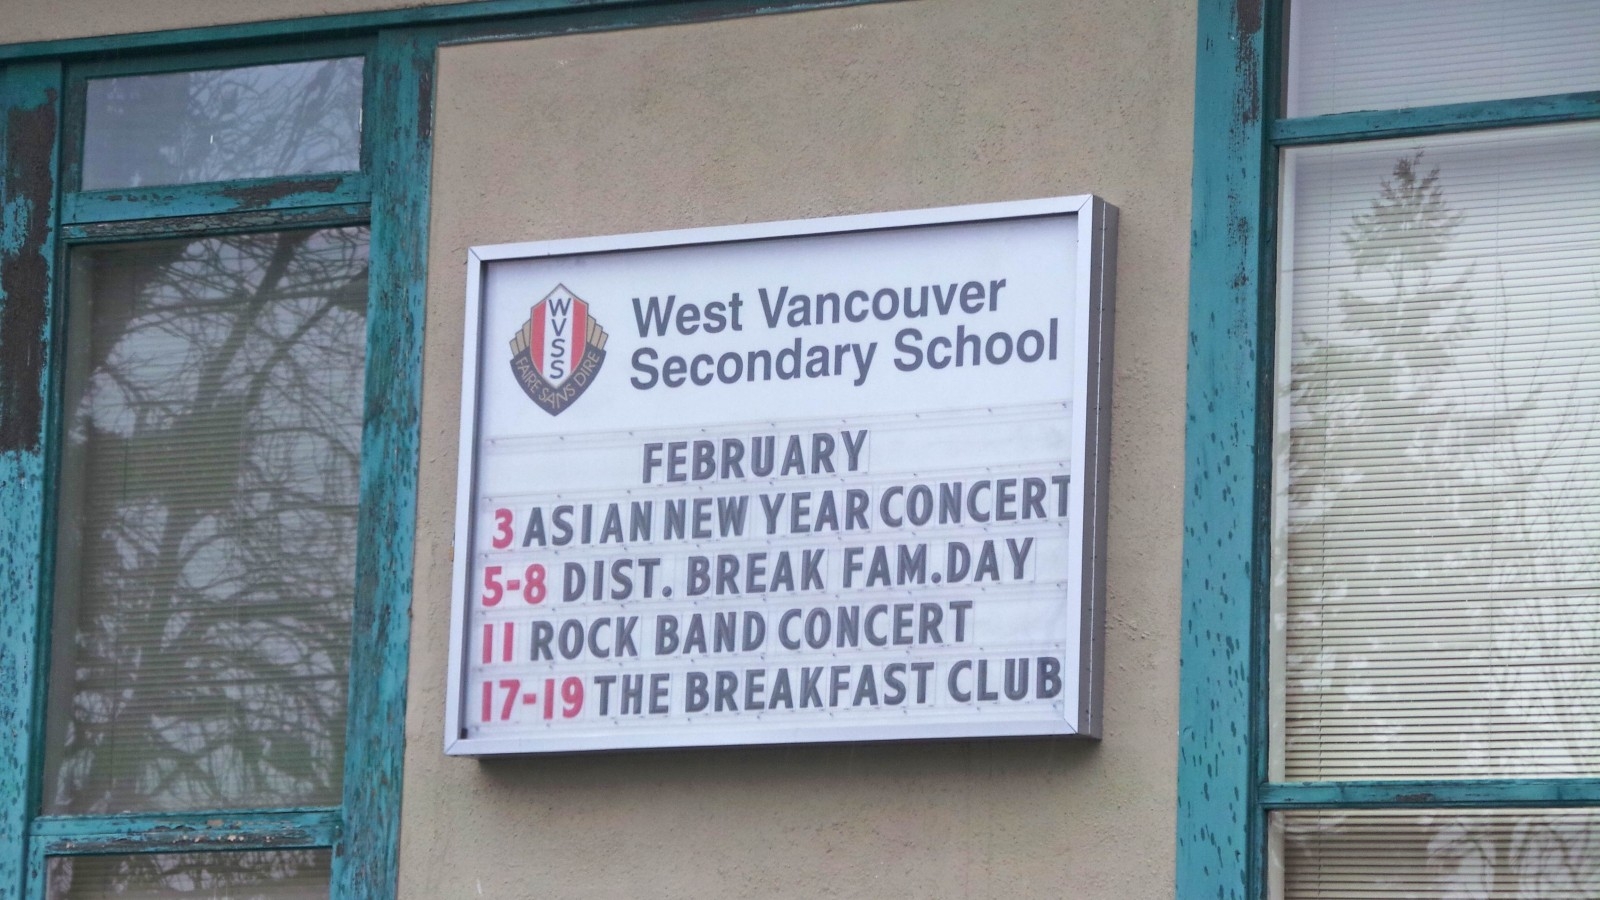 WVSS
FAIRE SANS DIRE
West Vancouver
Secondary School
FEBRUARY
3 ASIAN NEW YEAR CONCERT
5-8 DIST. BREAK FAM.DAY
11 ROCK BAND CONCERT
17-19 THE BREAKFAST CLUB